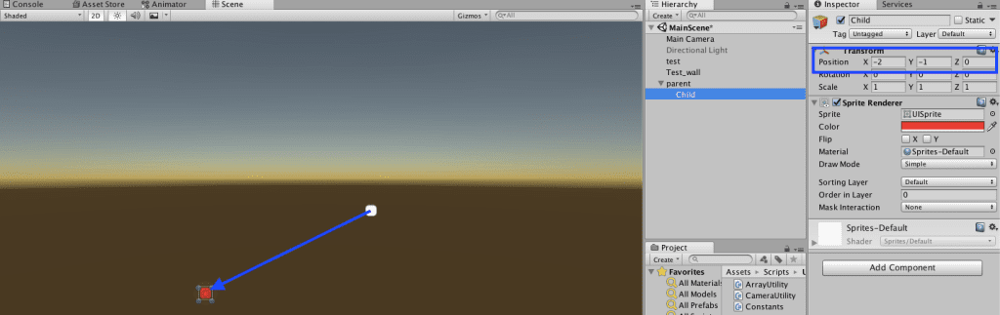 Console
Asset Store
Animator
Scene
Shaded
2D
Gizmos
All
Hierarchy
Create
All
MainScene*
Main Camera
Directional Light
test
Test_wall
parent
Child
Project
Create
Favorites
All Materials
All Models
All Prefabs
Assets
Scripts
ArrayUtility
CameraUtility
Constants
Inspector
Services
Child
Static
Tag
Untagged
Layer
Default
Transform
Position X -2 Y -1 Z 0
Rotation X 0 Y 0 Z 0
Scale X 1 Y 1 Z 1
Sprite Renderer
Sprite
UISprite
Color
Flip
X Y
Material
Sprites-Default
Draw Mode
Simple
Sorting Layer
Default
Order in Layer
0
Mask Interaction
None
Sprites-Default
Shader
Sprites/Default
Add Component